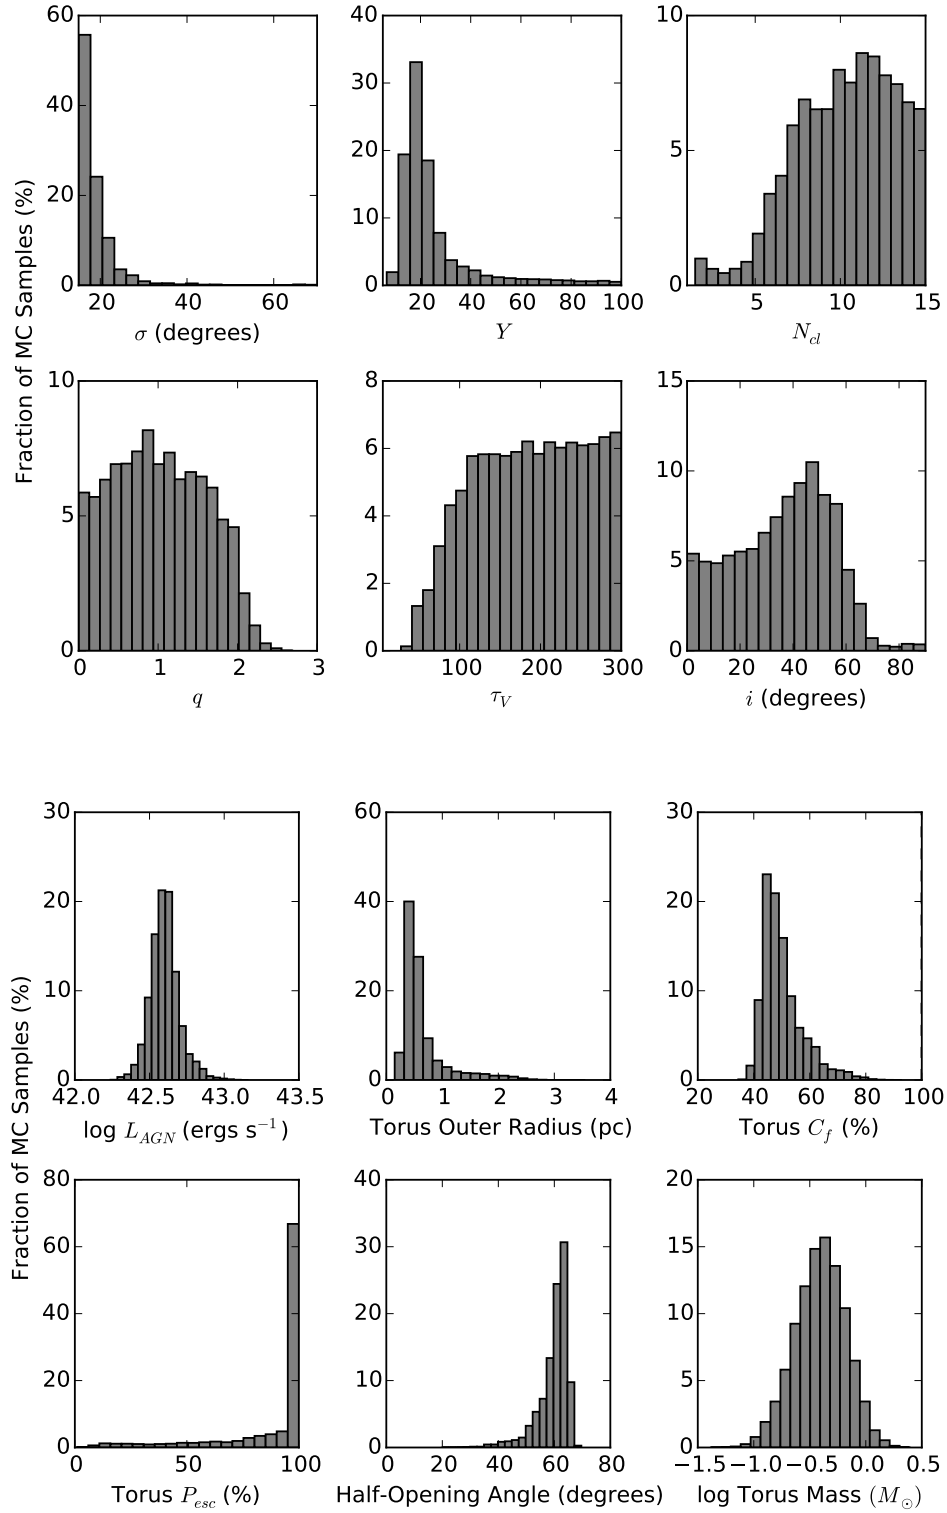 Fraction of MC Samples (%)
60
40
20
0
20 40 60
σ (degrees)
40
30
20
10
0
20 40 60 80 100
Y
10
5
0
5 10 15
N_cl
10
5
0
0 1 2 3
q
8
6
4
2
0
100 200 300
τ_V
15
10
5
0
0 20 40 60 80
i (degrees)
Fraction of MC Samples (%)
30
20
10
0
42.0 42.5 43.0 43.5
log L_AGN (ergs s⁻¹)
60
40
20
0
0 1 2 3 4
Torus Outer Radius (pc)
30
20
10
0
20 40 60 80 100
Torus C_f (%)
80
60
40
20
0
0 50 100
Torus P_esc (%)
40
30
20
10
0
0 20 40 60 80
Half-Opening Angle (degrees)
20
15
10
5
0
−1.5 −1.0 −0.5 0.0 0.5
log Torus Mass (M_⊙)